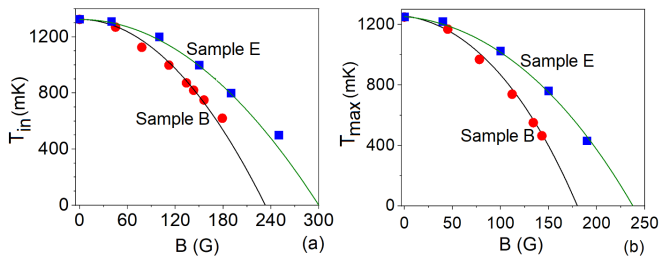 1200
800
400
0
T_in (mK)
Sample E
Sample B
0 60 120 180 240 300
B (G)
(a)
1200
800
400
0
T_max (mK)
Sample E
Sample B
0 50 100 150 200 250
B (G)
(b)